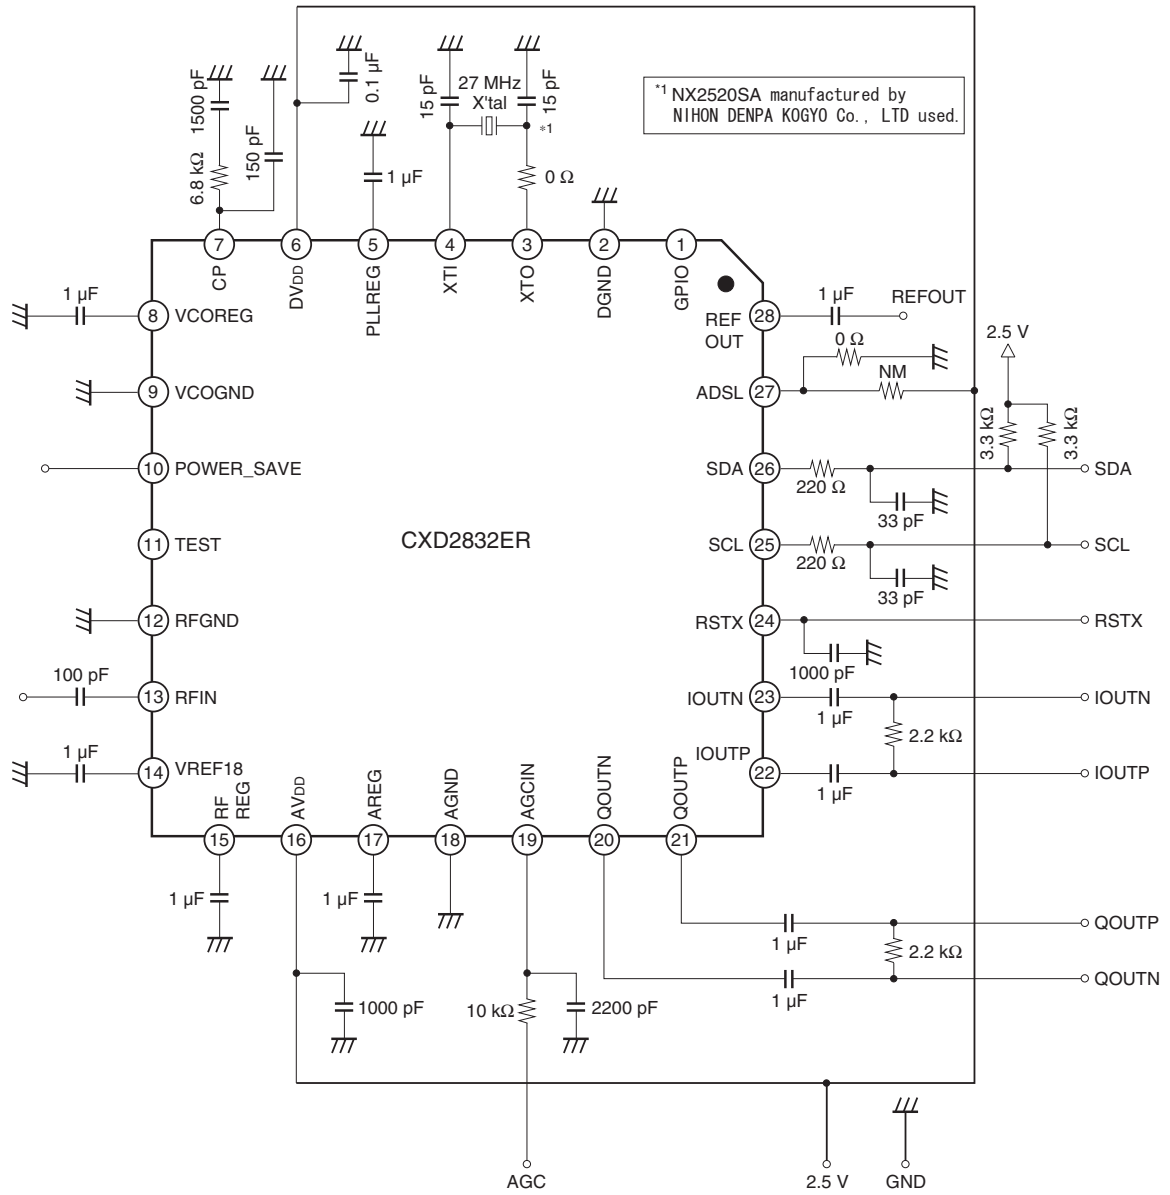 1500 pF
6.8 kΩ
150 pF
0.1 µF
15 pF
27 MHz
X'tal
15 pF
*1
1 µF
0 Ω
*1 NX2520SA manufactured by
NIHON DENPA KOGYO Co., LTD used.
7
6
5
4
3
2
1
CP
DVDD
PLLREG
XTI
XTO
DGND
GPIO
1 µF
8
VCOREG
9
VCOGND
10
POWER_SAVE
11
TEST
12
RFGND
100 pF
13
RFIN
1 µF
14
VREF18
CXD2832ER
REF
OUT
28
1 µF
REFOUT
ADSL
27
0 Ω
NM
2.5 V
3.3 kΩ
3.3 kΩ
SDA
26
220 Ω
33 pF
SDA
SCL
25
220 Ω
33 pF
SCL
RSTX
24
1000 pF
RSTX
IOUTN
23
1 µF
IOUTN
2.2 kΩ
IOUTP
22
1 µF
IOUTP
RF
REG
AVDD
AREG
AGND
AGCIN
QOUTN
QOUTP
15
16
17
18
19
20
21
1 µF
1 µF
1 µF
QOUTP
2.2 kΩ
1 µF
QOUTN
1000 pF
10 kΩ
2200 pF
AGC
2.5 V
GND